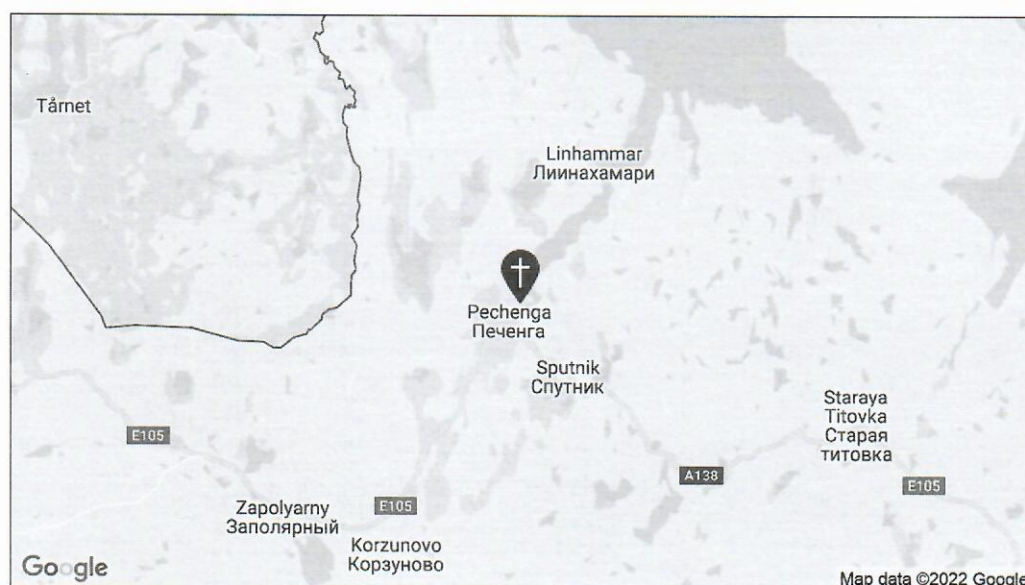 Tårnet
Linhammar
Лиинахамари
Pechenga
Печенга
Sputnik
Спутник
Staraya
Titovka
Старая
титовка
E105
A138
E105
Zapolyarny
Заполярный
E105
Korzunovo
Корзуново
Google
Map data ©2022 Google